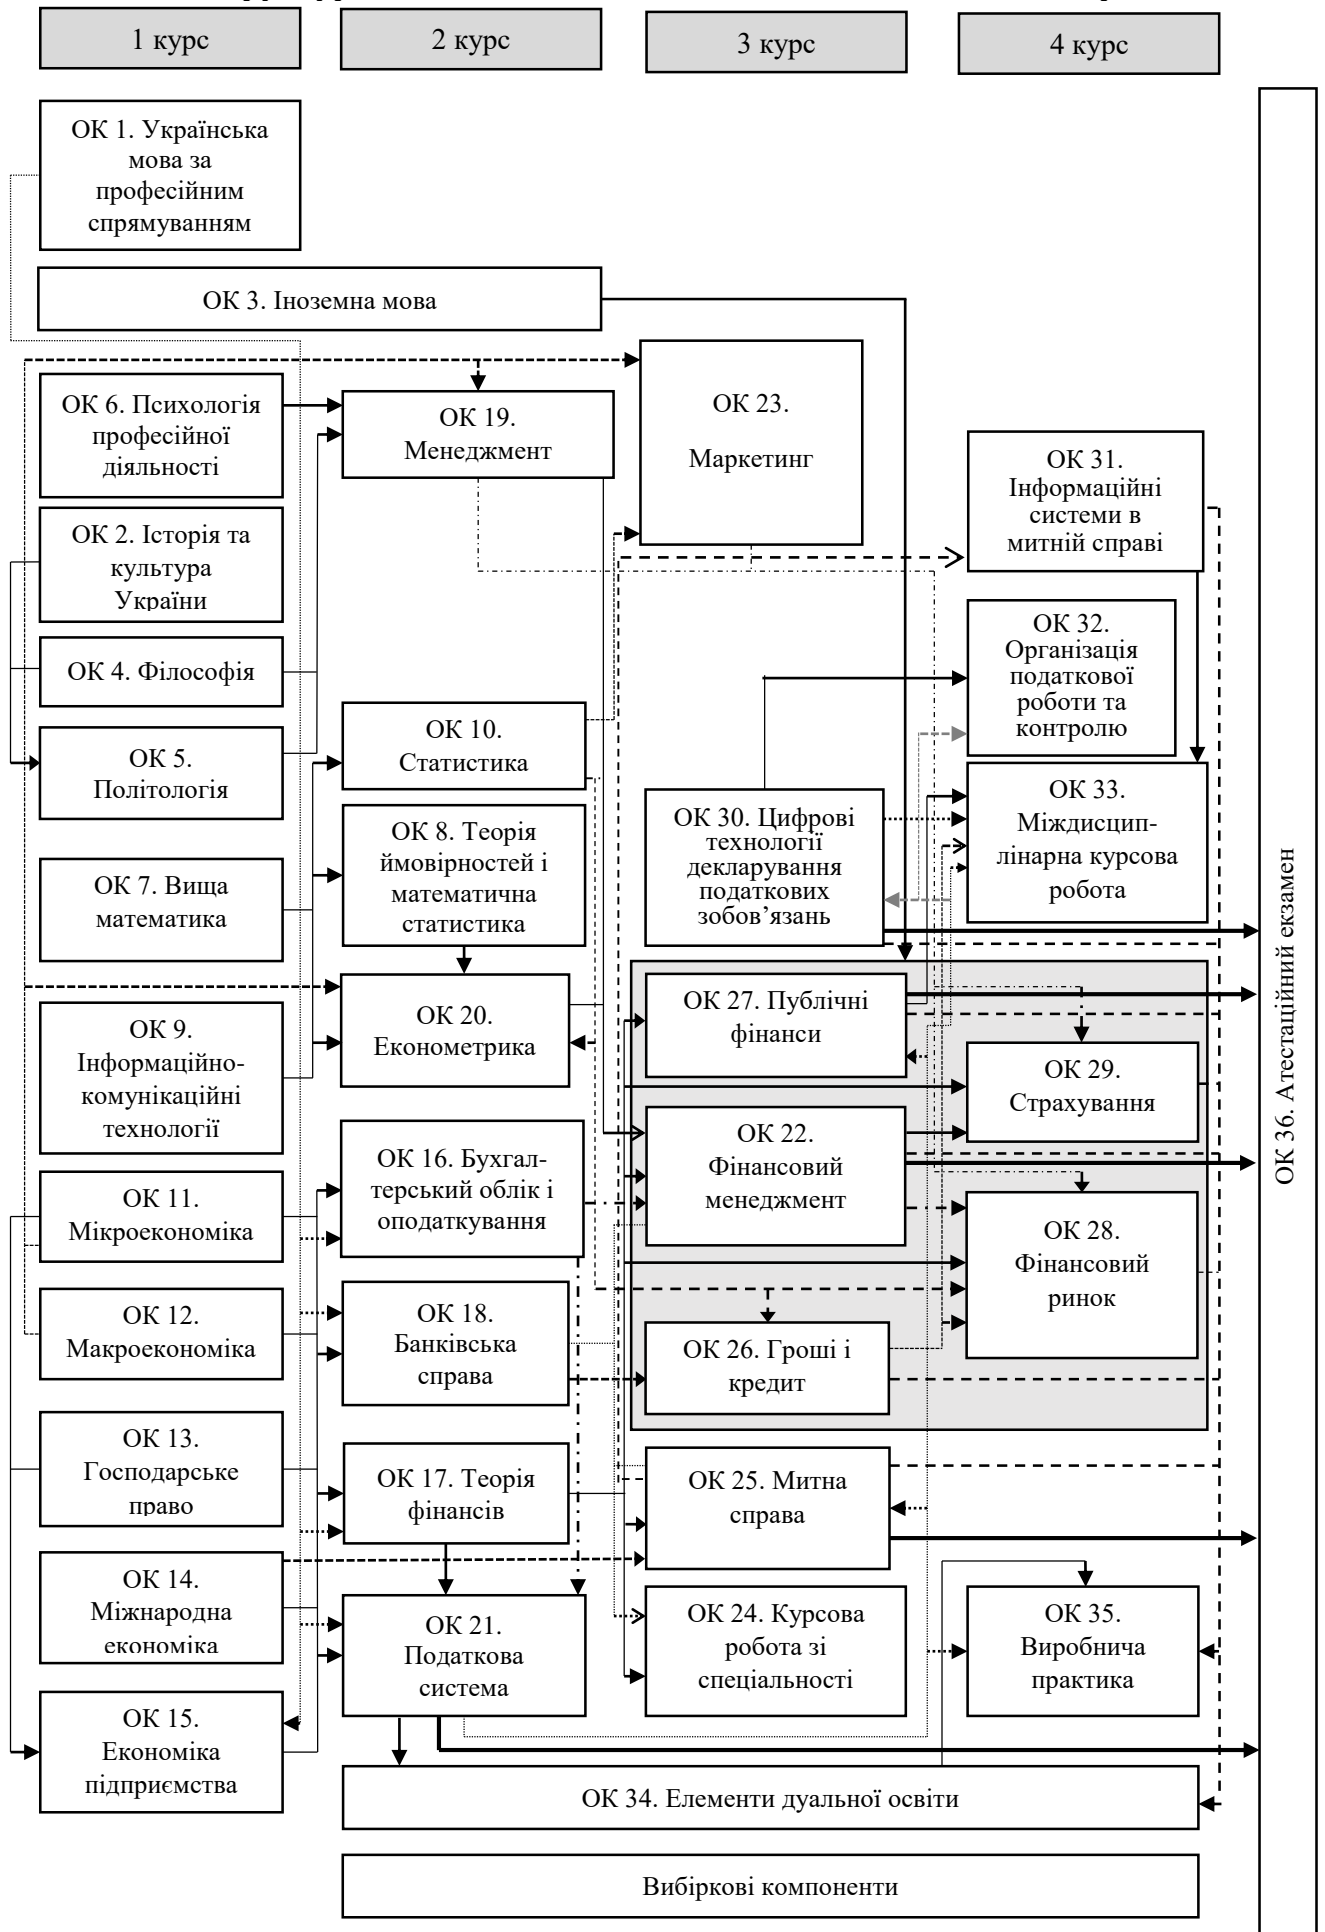 1 курс
2 курс
3 курс
4 курс
ОК 1. Українська
мова за
професійним
спрямуванням
ОК 3. Іноземна мова
ОК 6. Психологія
професійної
діяльності
ОК 2. Історія та
культура
України
ОК 4. Філософія
ОК 5.
Політологія
ОК 7. Вища
математика
ОК 9.
Інформаційно-
комунікаційні
технології
ОК 11.
Мікроекономіка
ОК 12.
Макроекономіка
ОК 13.
Господарське
право
ОК 14.
Міжнародна
економіка
ОК 15.
Економіка
підприємства
ОК 19.
Менеджмент
ОК 10.
Статистика
ОК 8. Теорія
ймовірностей і
математична
статистика
ОК 20.
Економетрика
ОК 16. Бухгал-
терський облік і
оподаткування
ОК 18.
Банківська
справа
ОК 17. Теорія
фінансів
ОК 21.
Податкова
система
ОК 23.
Маркетинг
ОК 30. Цифрові
технології
декларування
податкових
зобов’язань
ОК 27. Публічні
фінанси
ОК 22.
Фінансовий
менеджмент
ОК 26. Гроші і
кредит
ОК 25. Митна
справа
ОК 24. Курсова
робота зі
спеціальності
ОК 31.
Інформаційні
системи в
митній справі
ОК 32.
Організація
податкової
роботи та
контролю
ОК 33.
Міждисцип-
лінарна курсова
робота
ОК 29.
Страхування
ОК 28.
Фінансовий
ринок
ОК 35.
Виробнича
практика
ОК 34. Елементи дуальної освіти
Вибіркові компоненти
ОК 36. Атестаційний екзамен